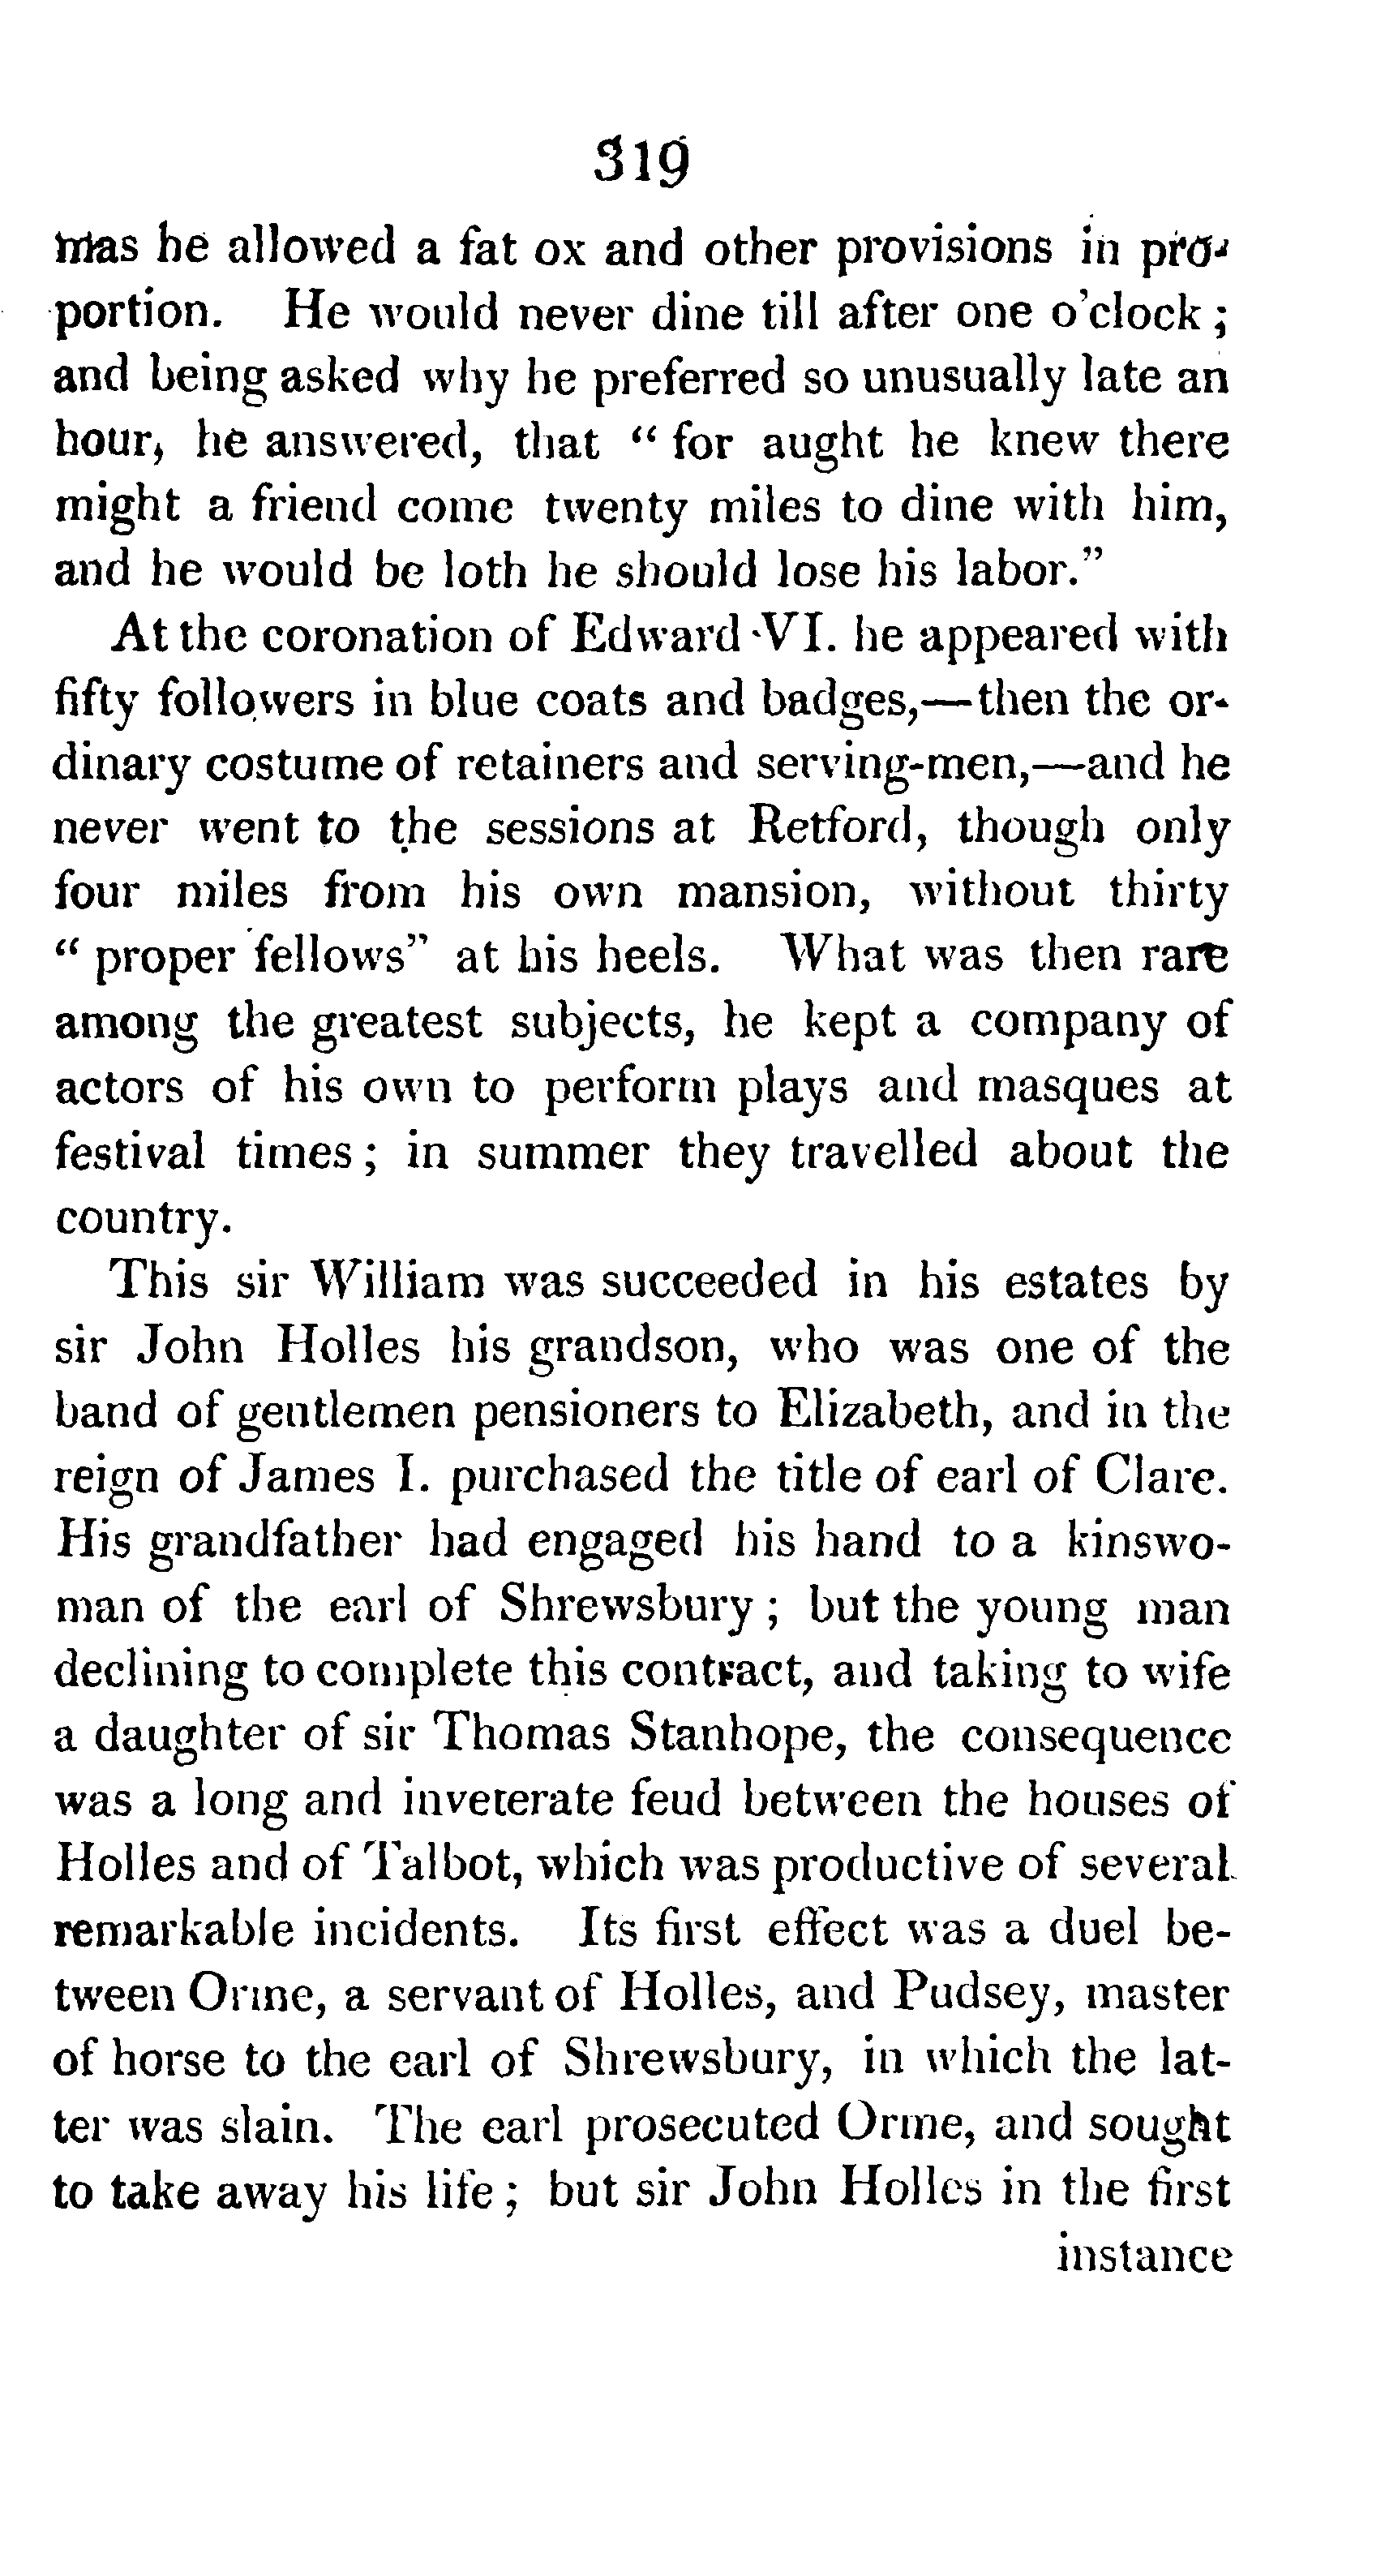 319
mas he allowed a fat ox and other provisions in pro-
portion. He would never dine till after one o'clock;
and being asked why he preferred so unusually late an
hour, he answered, that “ for aught he knew there
might a friend come twenty miles to dine with him,
and he would be loth he should lose his labor.”
At the coronation of Edward VI. he appeared with
fifty followers in blue coats and badges,—then the or-
dinary costume of retainers and serving-men,—and he
never went to the sessions at Retford, though only
four miles from his own mansion, without thirty
“ proper fellows” at his heels. What was then rare
among the greatest subjects, he kept a company of
actors of his own to perform plays and masques at
festival times; in summer they travelled about the
country.
This sir William was succeeded in his estates by
sir John Holles his grandson, who was one of the
band of gentlemen pensioners to Elizabeth, and in the
reign of James I. purchased the title of earl of Clare.
His grandfather had engaged his hand to a kinswo-
man of the earl of Shrewsbury; but the young man
declining to complete this contract, and taking to wife
a daughter of sir Thomas Stanhope, the consequence
was a long and inveterate feud between the houses of
Holles and of Talbot, which was productive of several
remarkable incidents. Its first effect was a duel be-
tween Orme, a servant of Holles, and Pudsey, master
of horse to the earl of Shrewsbury, in which the lat-
ter was slain. The earl prosecuted Orme, and sought
to take away his life; but sir John Holles in the first
instance